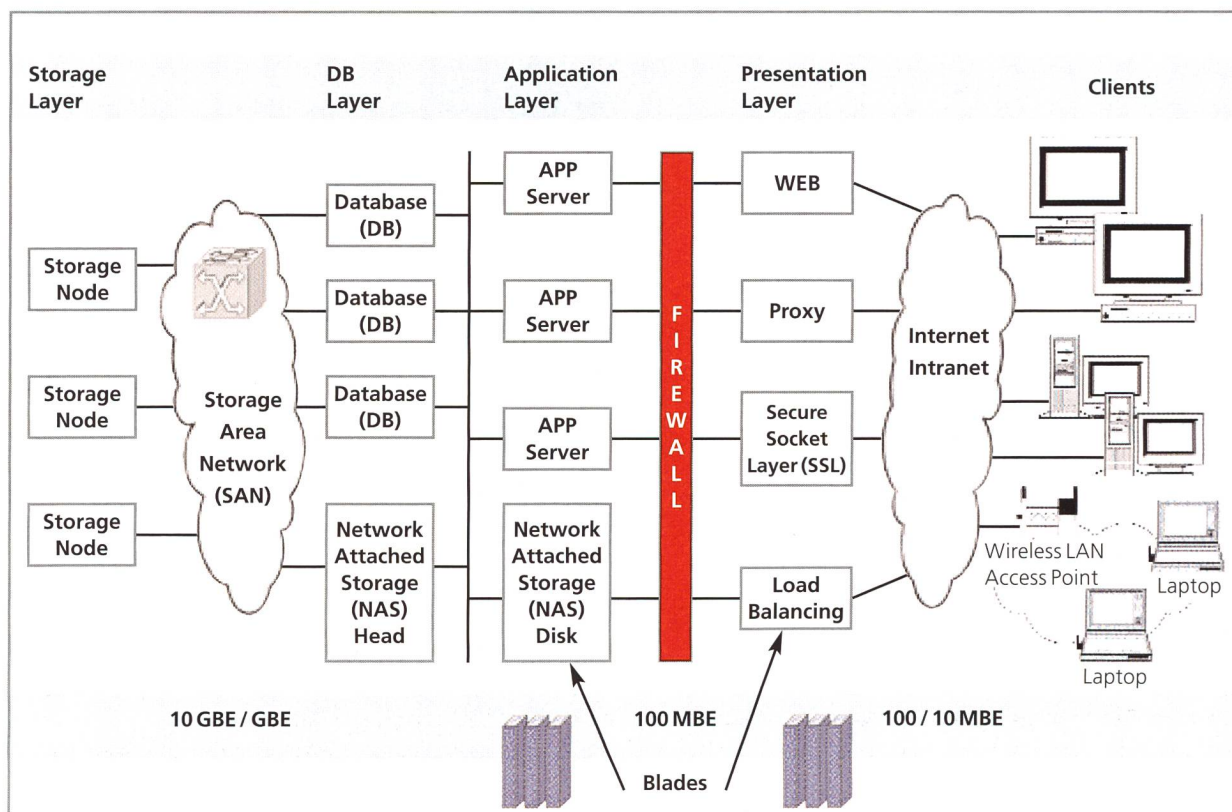 Storage
Layer
DB
Layer
Application
Layer
Presentation
Layer
Clients
Storage
Node
Storage
Node
Storage
Node
Storage
Area
Network
(SAN)
Database
(DB)
Database
(DB)
Database
(DB)
Network
Attached
Storage
(NAS)
Head
APP
Server
APP
Server
APP
Server
Network
Attached
Storage
(NAS)
Disk
FIREWALL
WEB
Proxy
Secure
Socket
Layer (SSL)
Load
Balancing
Internet
Intranet
Wireless LAN
Access Point
Laptop
Laptop
10 GBE / GBE
100 MBE
100 / 10 MBE
Blades